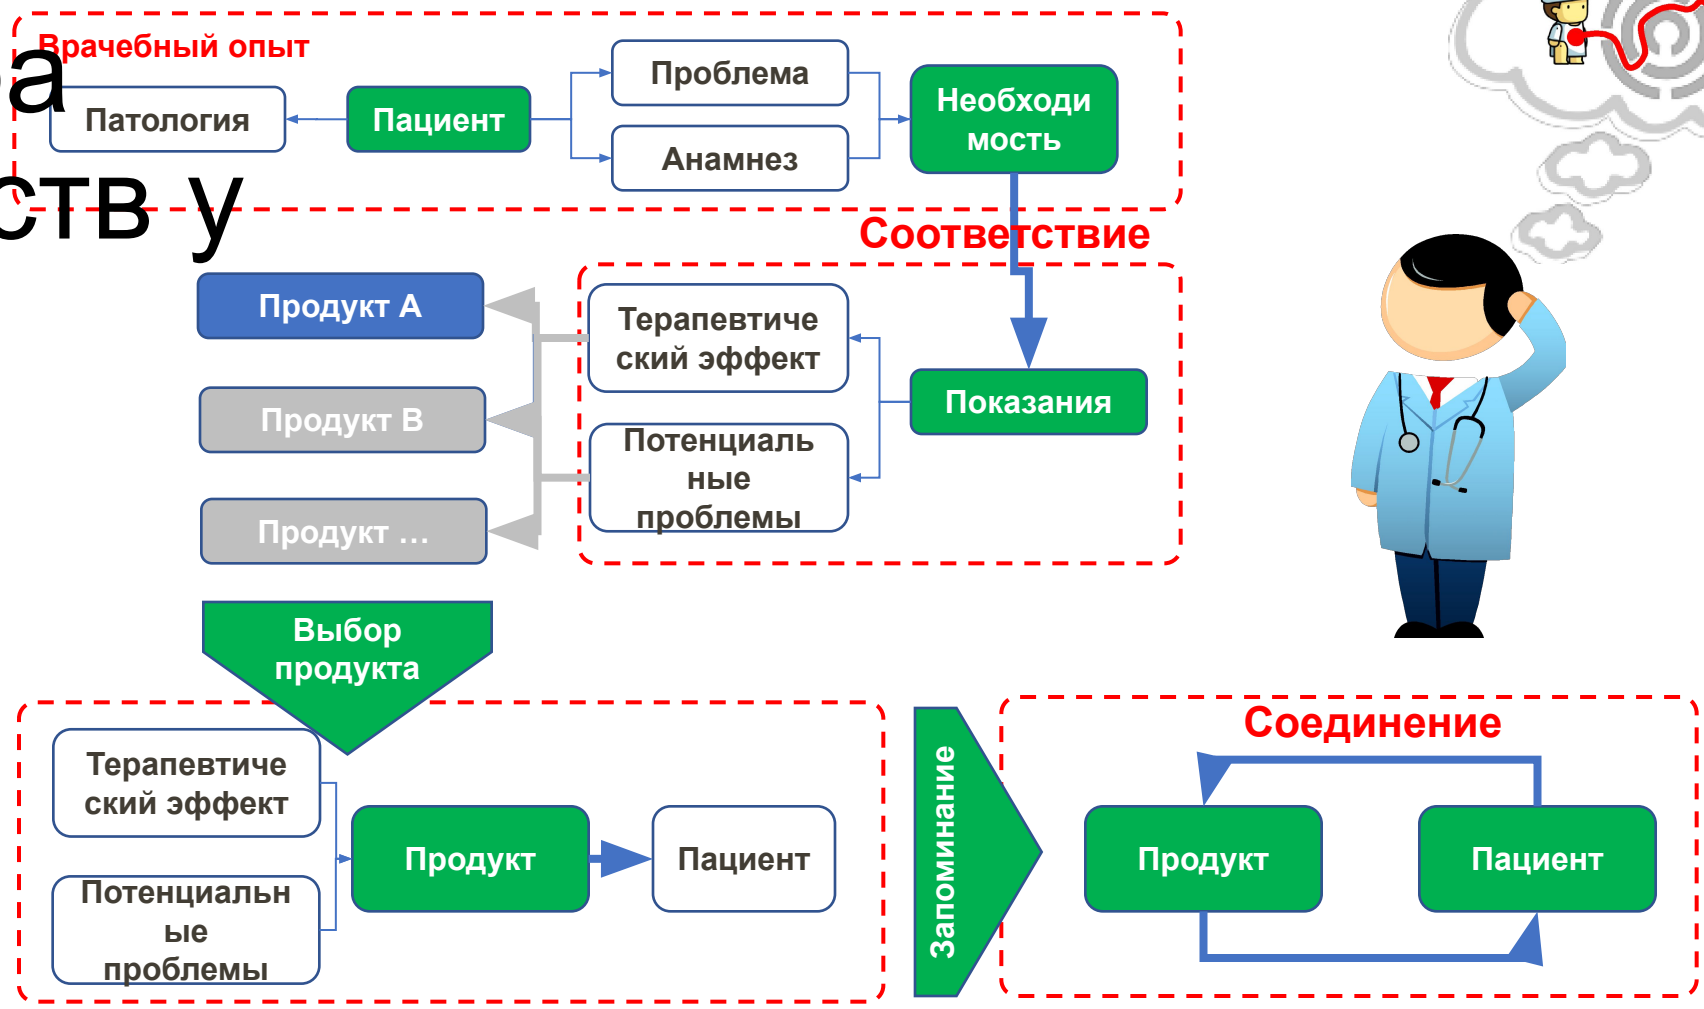 Врачебный опыт
ра
ств у
Патология
Пациент
Проблема
Анамнез
Необходи
мость
Соответствие
Продукт А
Продукт В
Продукт ...
Терапевтиче
ский эффект
Потенциаль
ные
проблемы
Показания
Выбор
продукта
Терапевтиче
ский эффект
Потенциальн
ые
проблемы
Продукт
Пациент
Запоминание
Соединение
Продукт
Пациент